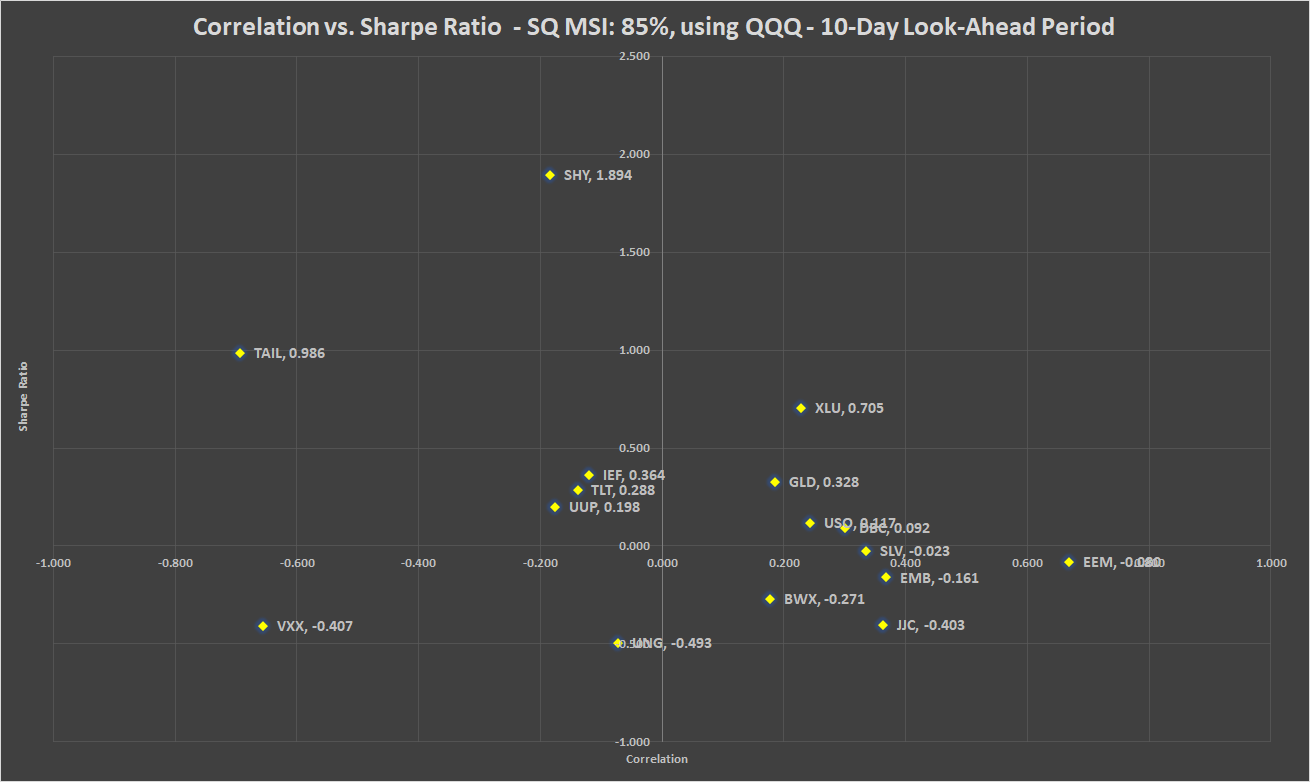 Correlation vs. Sharpe Ratio - SQ MSI: 85%, using QQQ - 10-Day Look-Ahead Period
2.500
2.000
SHY, 1.894
1.500
1.000
TAIL, 0.986
Sharpe Ratio
XLU, 0.705
0.500
IEF, 0.364
GLD, 0.328
TLT, 0.288
UUP, 0.198
USO, 0.117
DBC, 0.092
0.000
SLV, -0.023
-1.000 -0.800 -0.600 -0.400 -0.200 0.000 0.200 0.400 0.600 0.800 1.000
EEM, -0.080
EMB, -0.161
BWX, -0.271
JJC, -0.403
VXX, -0.407
-0.500
UNG, -0.493
-1.000
Correlation